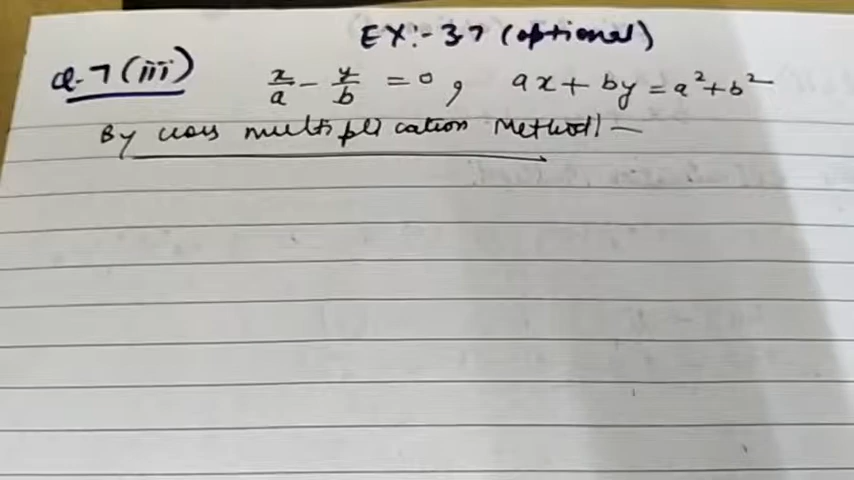 EX:- 3.7 (optional)
Q-7(iii) x/a - y/b = 0, ax + by = a²+b²
By cross multiplication Method! —